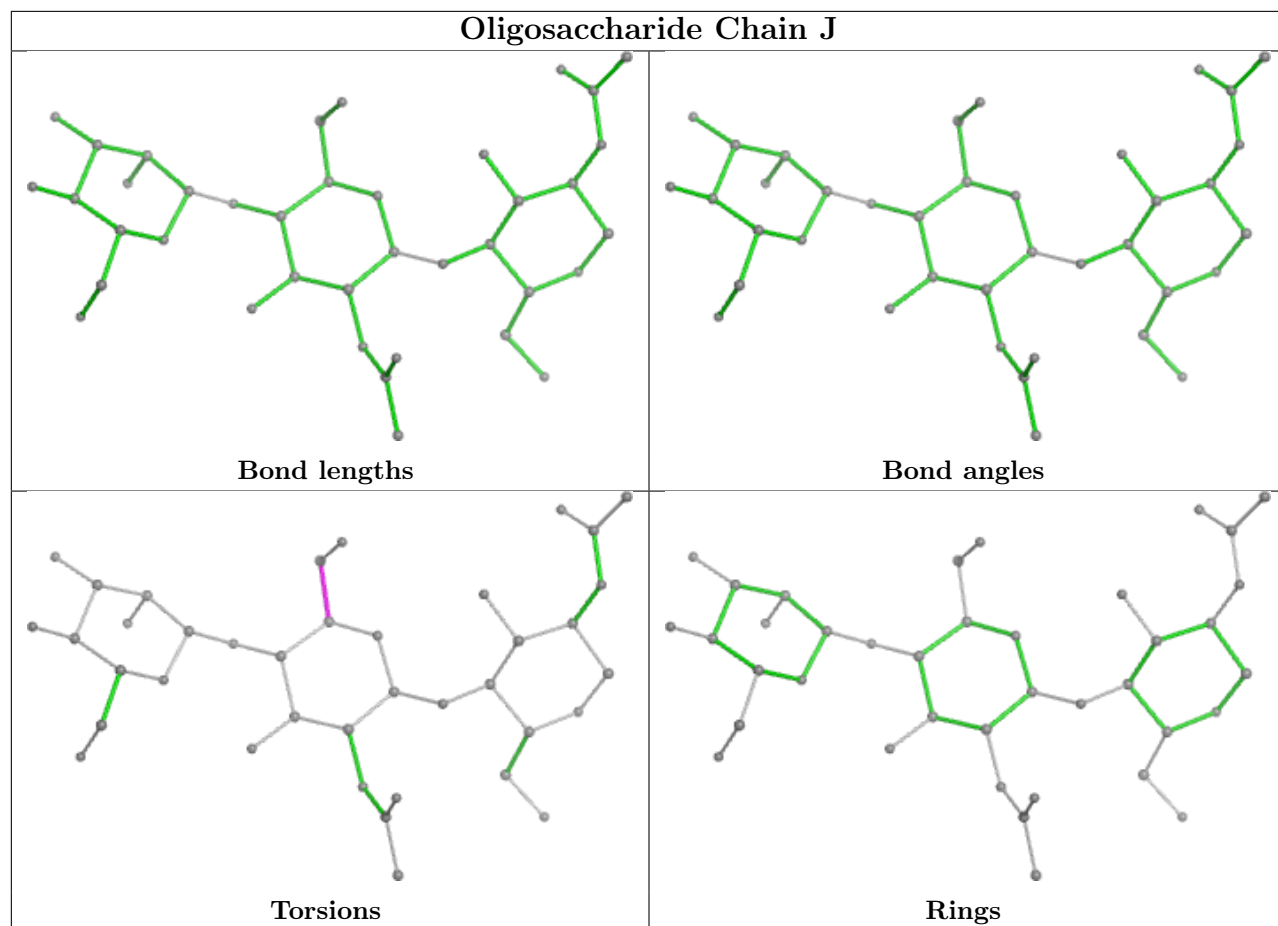 Oligosaccharide Chain J
Bond lengths
Bond angles
Torsions
Rings